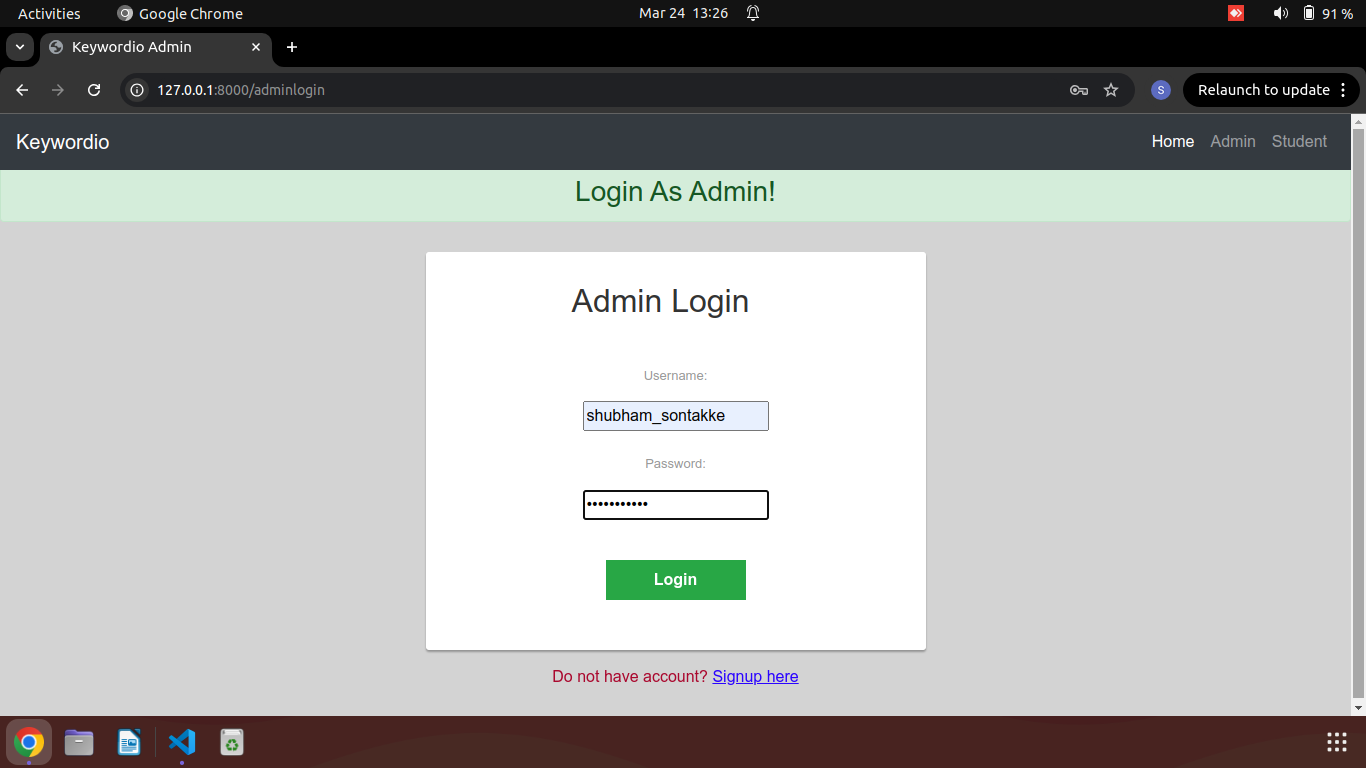 Activities Google Chrome Mar 24 13:26 91 %
Keywordio Admin
127.0.0.1:8000/adminlogin S Relaunch to update
Keywordio Home Admin Student
Login As Admin!
Admin Login
Username:
shubham_sontakke
Password:
•••••••••••
Login
Do not have account? Signup here